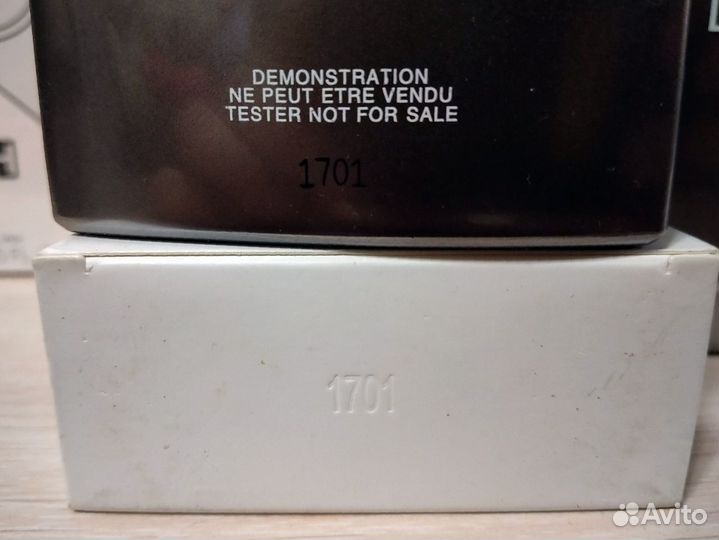 DEMONSTRATION
NE PEUT ETRE VENDU
TESTER NOT FOR SALE
1701
1701
Avito